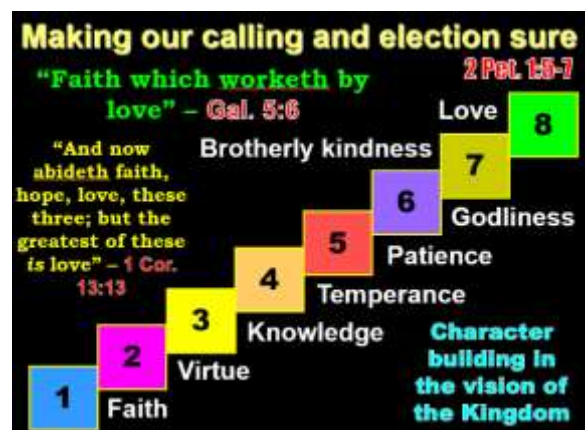 Making our calling and election sure
2 Pet. 1:5-7
“Faith which worketh by
love” – Gal. 5:6
“And now
abideth faith,
hope, love, these
three; but the
greatest of these
is love” – 1 Cor.
13:13
Love
8
Brotherly kindness
7
Godliness
6
Patience
5
Temperance
4
Knowledge
3
Virtue
2
Faith
1
Character
building in
the vision of
the Kingdom